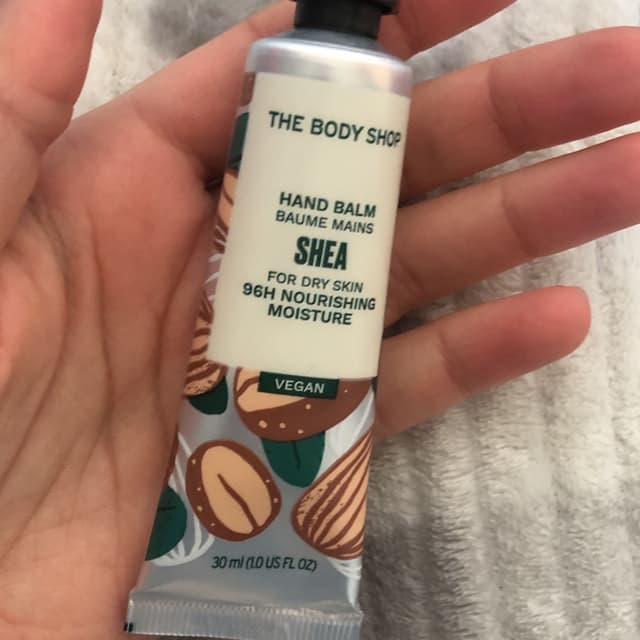 THE BODY SHOP
HAND BALM
BAUME MAINS
SHEA
FOR DRY SKIN
96H NOURISHING
MOISTURE
VEGAN
30 ml (1.0 US FL OZ)